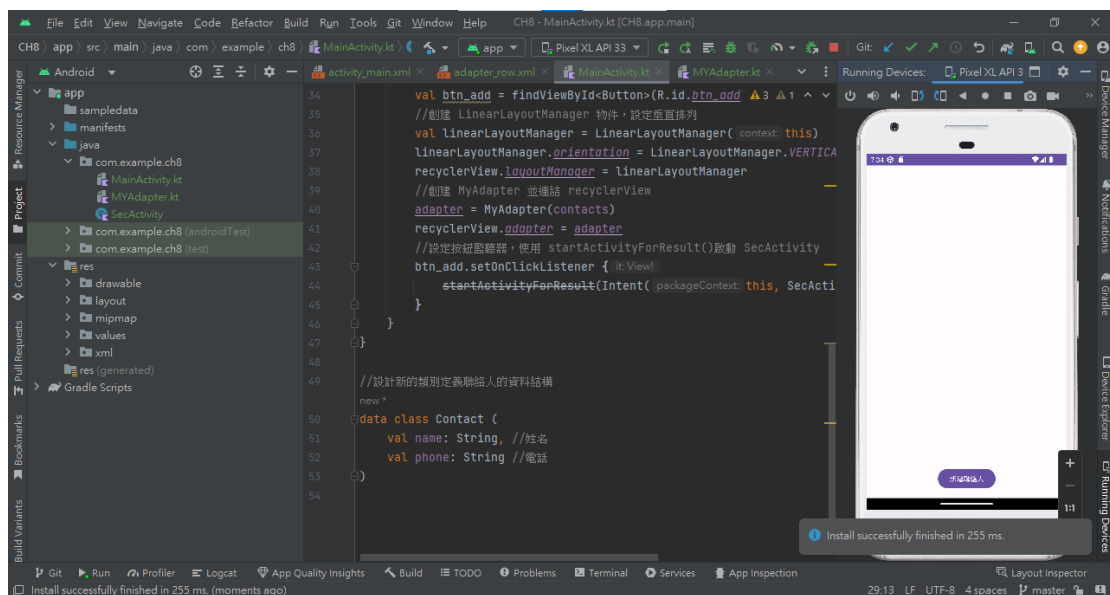 File Edit View Navigate Code Refactor Build Run Tools Git Window Help CH8 - MainActivity.kt [CH8.app.main]
CH8 app src main java com example ch8 MainActivity.kt app Pixel XL API 33 Git:
Android
activity_main.xml adapter_row.xml MainActivity.kt MYAdapter.kt
Running Devices: Pixel XL API 3
Resource Manager
Project
Commit
Pull Requests
Bookmarks
Build Variants
app
sampledata
manifests
java
com.example.ch8
MainActivity.kt
MYAdapter.kt
SecActivity
com.example.ch8 (androidTest)
com.example.ch8 (test)
res
drawable
layout
mipmap
values
xml
res (generated)
Gradle Scripts
34 val btn_add = findViewById<Button>(R.id.btn_add 3 1
35 //創建 LinearLayoutManager 物件，設定垂直排列
36 val linearLayoutManager = LinearLayoutManager( context: this)
37 linearLayoutManager.orientation = LinearLayoutManager.VERTICA
38 recyclerView.layoutManager = linearLayoutManager
39 //創建 MyAdapter 並連結 recyclerView
40 adapter = MyAdapter(contacts)
41 recyclerView.adapter = adapter
42 //設定按鈕監聽器，使用 startActivityForResult()啟動 SecActivity
43 btn_add.setOnClickListener { it: View!
44 startActivityForResult(Intent( packageContext: this, SecActi
45 }
46 }
47 }
48
49 //設計新的類別定義聯絡人的資料結構
new *
50 data class Contact (
51 val name: String, //姓名
52 val phone: String //電話
53 )
54
7:34
新增聯絡人
1:1
Device Manager
Notifications
Gradle
Device Explorer
Running Devices
Install successfully finished in 255 ms.
Git Run Profiler Logcat App Quality Insights Build TODO Problems Terminal Services App Inspection Layout Inspector
Install successfully finished in 255 ms. (moments ago) 29:13 LF UTF-8 4 spaces master